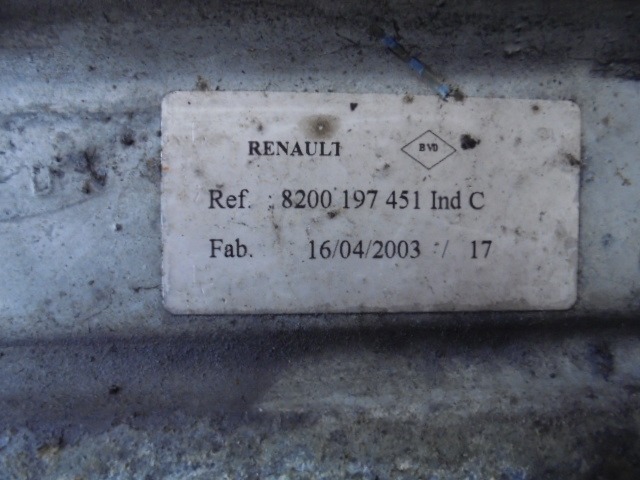 RENAULT
BVD
Ref. : 8200 197 451 Ind C
Fab. 16/04/2003 / 17